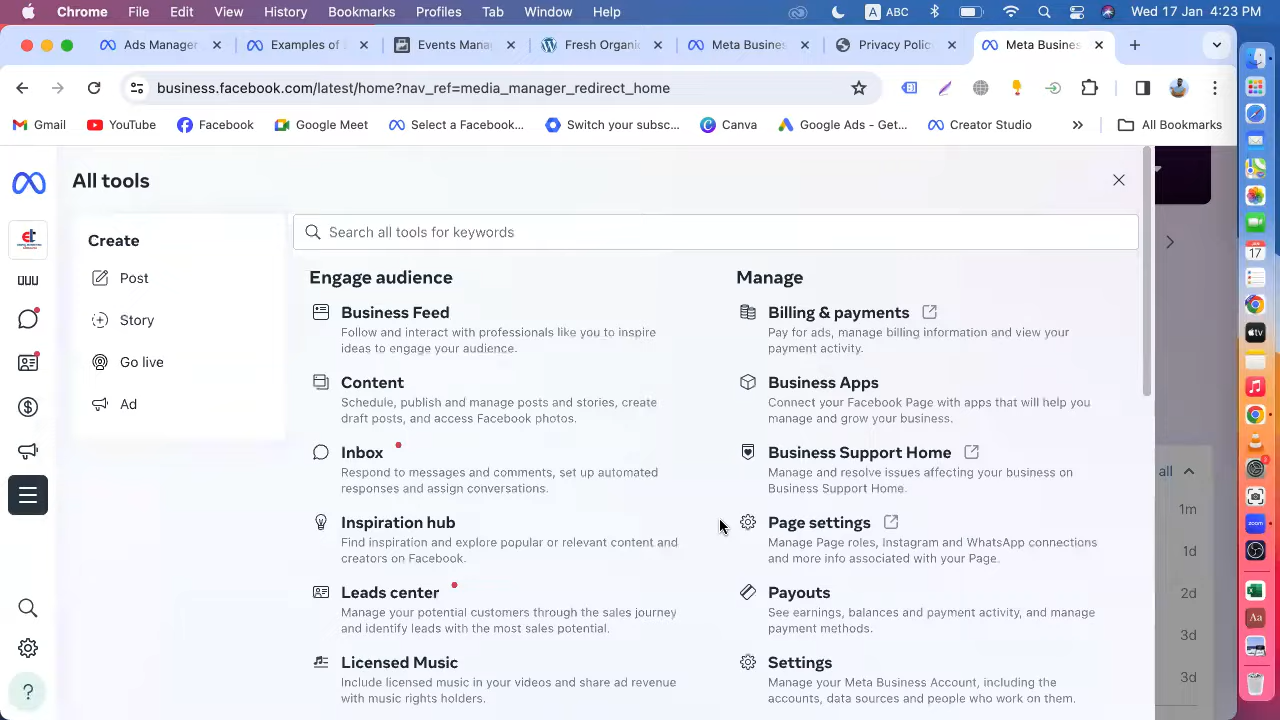 Chrome File Edit View History Bookmarks Profiles Tab Window Help A ABC Wed 17 Jan 4:23 PM
Ads Manager Examples of Events Mana Fresh Organic Meta Busines Privacy Polic Meta Busines
business.facebook.com/latest/home?nav_ref=media_manager_redirect_home
Gmail YouTube Facebook Google Meet Select a Facebook... Switch your subsc... Canva Google Ads - Get... Creator Studio » All Bookmarks
All tools
Create
Post
Story
Go live
Ad
Search all tools for keywords
Engage audience
Business Feed
Follow and interact with professionals like you to inspire
ideas to engage your audience.
Content
Schedule, publish and manage posts and stories, create
draft posts, and access Facebook photos.
Inbox
Respond to messages and comments, set up automated
responses and assign conversations.
Inspiration hub
Find inspiration and explore popular or relevant content and
creators on Facebook.
Leads center
Manage your potential customers through the sales journey
and identify leads with the most sales potential.
Licensed Music
Include licensed music in your videos and share ad revenue
with music rights holders.
Manage
Billing & payments
Pay for ads, manage billing information and view your
payment activity.
Business Apps
Connect your Facebook Page with apps that will help you
manage and grow your business.
Business Support Home
Manage and resolve issues affecting your business on
Business Support Home.
Page settings
Manage Page roles, Instagram and WhatsApp connections
and more info associated with your Page.
Payouts
See earnings, balances and payment activity, and manage
payment methods.
Settings
Manage your Meta Business Account, including the
accounts, data sources and people who work on them.
all
1m
1d
2d
3d
3d
et
17
tv
zoom
Aa
?